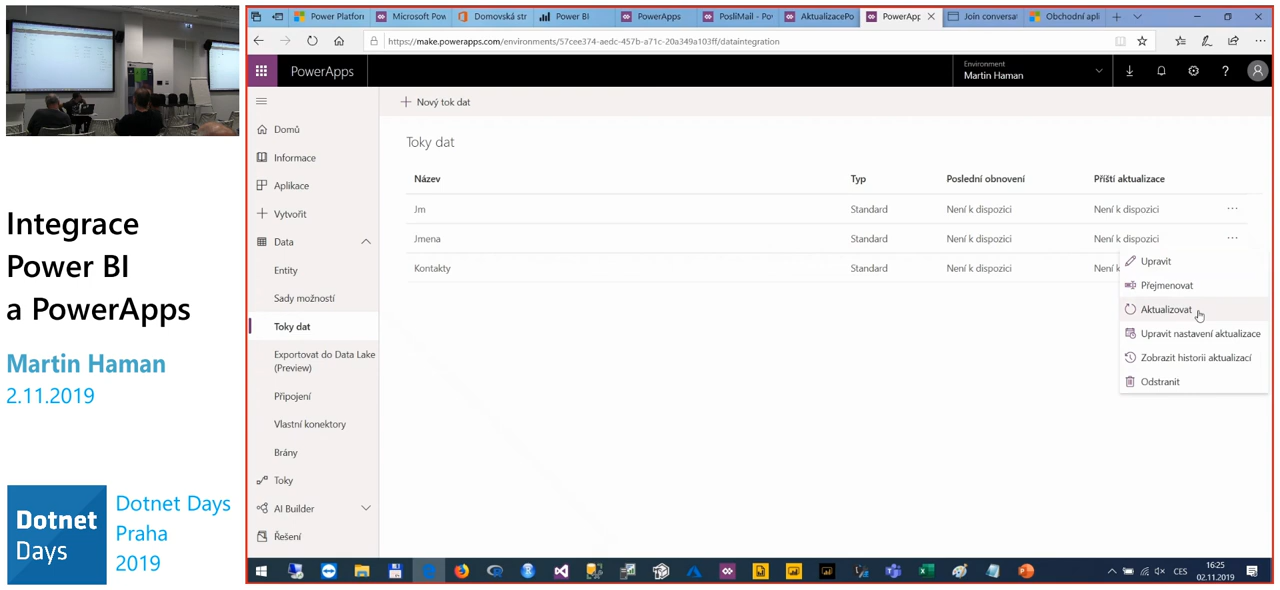 Integrace
Power BI
a PowerApps
Martin Haman
2.11.2019
Dotnet
Days
Dotnet Days
Praha
2019
Power Platforn
Microsoft Pow
Domovská str
Power BI
PowerApps
PosliMail - Pov
AktualizacePo
PowerApp
Join conversat
Obchodní apli
https://make.powerapps.com/environments/57cee374-aedc-457b-a71c-20a349a103ff/dataintegration
PowerApps
Environment
Martin Haman
Domů
Informace
Aplikace
Vytvořit
Data
Entity
Sady možností
Toky dat
Exportovat do Data Lake
(Preview)
Připojení
Vlastní konektory
Brány
Toky
AI Builder
Řešení
Nový tok dat
Toky dat
Název Typ Poslední obnovení Příští aktualizace
Jm Standard Není k dispozici Není k dispozici
Jmena Standard Není k dispozici Není k dispozici
Kontakty Standard Není k dispozici Není k
Upravit
Přejmenovat
Aktualizovat
Upravit nastavení aktualizace
Zobrazit historii aktualizací
Odstranit
CES
16:25
02.11.2019